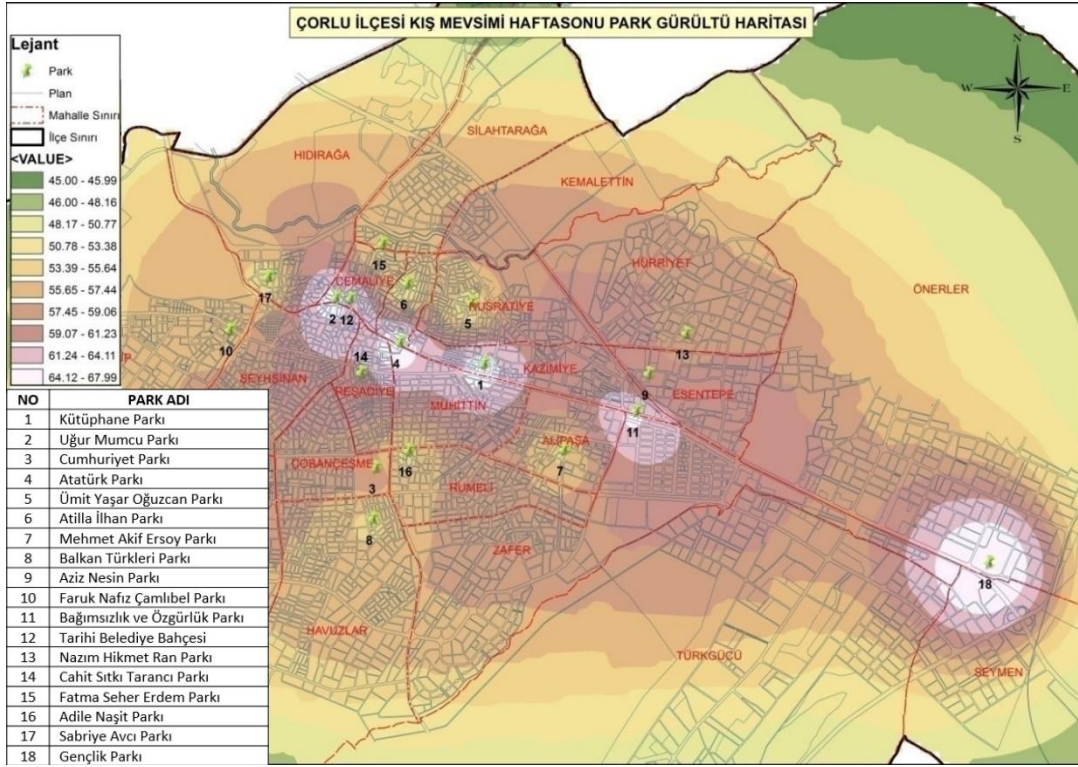 ÇORLU İLÇESİ KIŞ MEVSİMİ HAFTASONU PARK GÜRÜLTÜ HARİTASI
Lejant
Park
Plan
Mahalle Sınırı
İlçe Sınırı
<VALUE>
45.00 - 45.99
46.00 - 48.16
48.17 - 50.77
50.78 - 53.38
53.39 - 55.64
55.65 - 57.44
57.45 - 59.06
59.07 - 61.23
61.24 - 64.11
64.12 - 67.99
N
W
E
S
SİLAHTARAĞA
HIDIRAĞA
KEMALETTİN
HÜRRİYET
ÖNERLER
15
CEMALİYE
17
6
NUSRATİYE
2 12
5
10
4
13
14
1
KAZIMİYE
ŞEYHSİNAN
REŞADİYE
9
ESENTEPE
MUHİTTİN
11
ALİPAŞA
16
7
ÇOBANÇEŞME
3
RUMELİ
8
ZAFER
18
HAVUZLAR
TÜRKGÜCÜ
SEYMEN
NO PARK ADI
1 Kütüphane Parkı
2 Uğur Mumcu Parkı
3 Cumhuriyet Parkı
4 Atatürk Parkı
5 Ümit Yaşar Oğuzcan Parkı
6 Atilla İlhan Parkı
7 Mehmet Akif Ersoy Parkı
8 Balkan Türkleri Parkı
9 Aziz Nesin Parkı
10 Faruk Nafız Çamlıbel Parkı
11 Bağımsızlık ve Özgürlük Parkı
12 Tarihi Belediye Bahçesi
13 Nazım Hikmet Ran Parkı
14 Cahit Sıtkı Tarancı Parkı
15 Fatma Seher Erdem Parkı
16 Adile Naşit Parkı
17 Sabriye Avcı Parkı
18 Gençlik Parkı